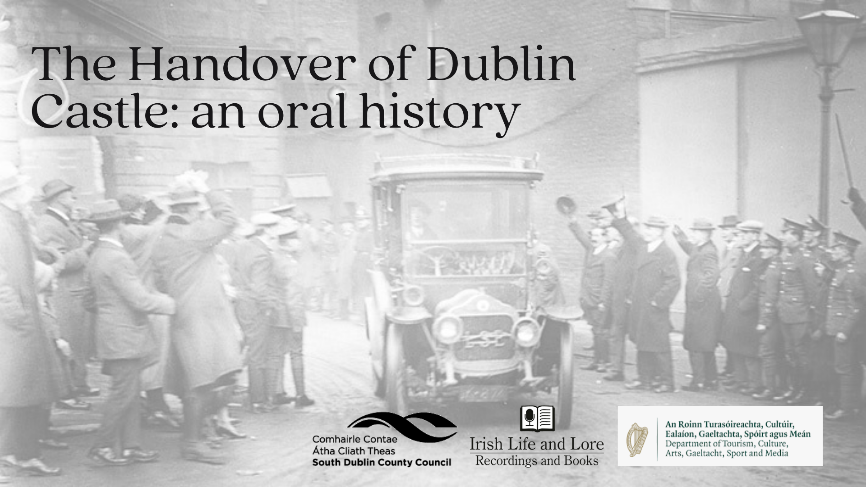 The Handover of Dublin
Castle: an oral history
Comhairle Contae
Átha Cliath Theas
South Dublin County Council
Irish Life and Lore
Recordings and Books
An Roinn Turasóireachta, Cultúir,
Ealaíon, Gaeltachta, Spóirt agus Meán
Department of Tourism, Culture,
Arts, Gaeltacht, Sport and Media